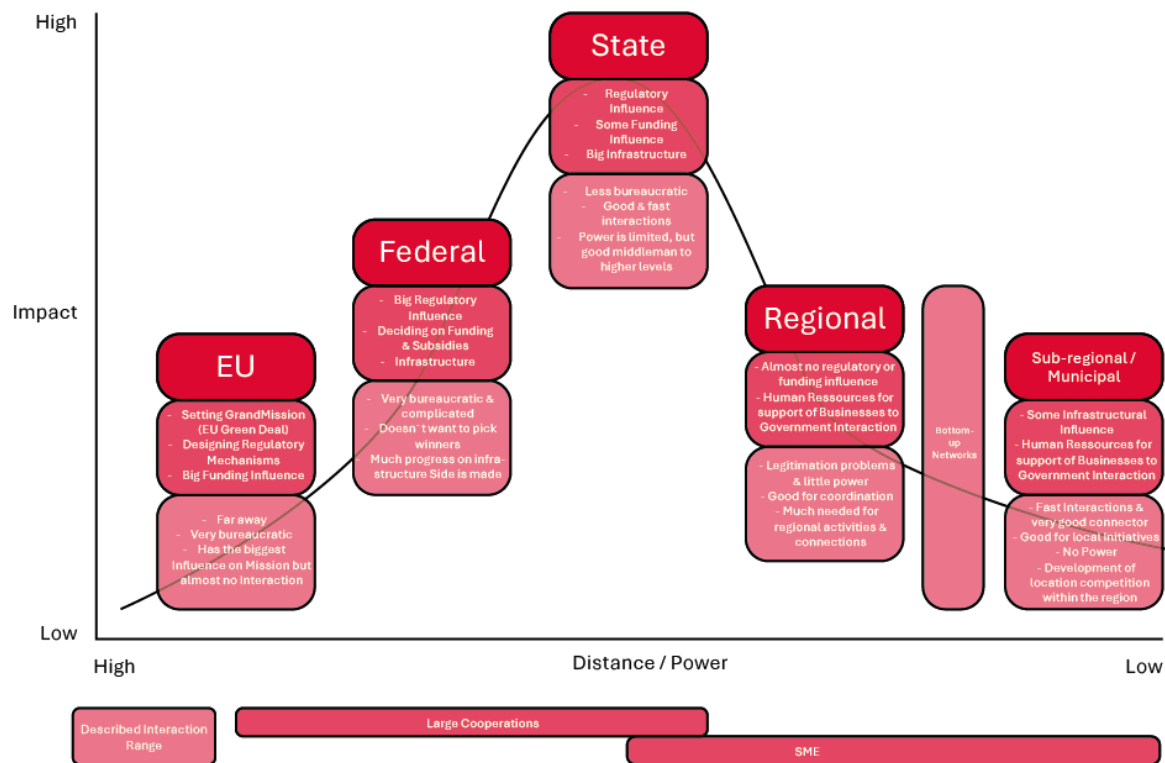 High
Impact
Low
High
Distance / Power
Low
EU
- Setting GrandMission
(EU Green Deal)
- Designing Regulatory
Mechanisms
- Big Funding Influence
- Far away
- Very bureaucratic
- Has the biggest
Influence on Mission but
almost no Interaction
Federal
- Big Regulatory
Influence
- Deciding on Funding
& Subsidies
- Infrastructure
- Very bureaucratic &
complicated
- Doesn´t want to pick
winners
- Much progress on infra-
structure Side is made
State
- Regulatory
Influence
- Some Funding
Influence
- Big Infrastructure
- Less bureaucratic
- Good & fast
interactions
- Power is limited, but
good middleman to
higher levels
Regional
- Almost no regulatory or
funding influence
- Human Ressources for
support of Businesses to
Government Interaction
- Legitimation problems
& little power
- Good for coordination
- Much needed for
regional activities &
connections
Bottom-
up
Networks
Sub-regional /
Municipal
- Some Infrastructural
Influence
- Human Ressources for
support of Businesses to
Government Interaction
- Fast Interactions &
very good connector
- Good for local Initiatives
- No Power
- Development of
location competition
within the region
Described Interaction
Range
Large Cooperations
SME